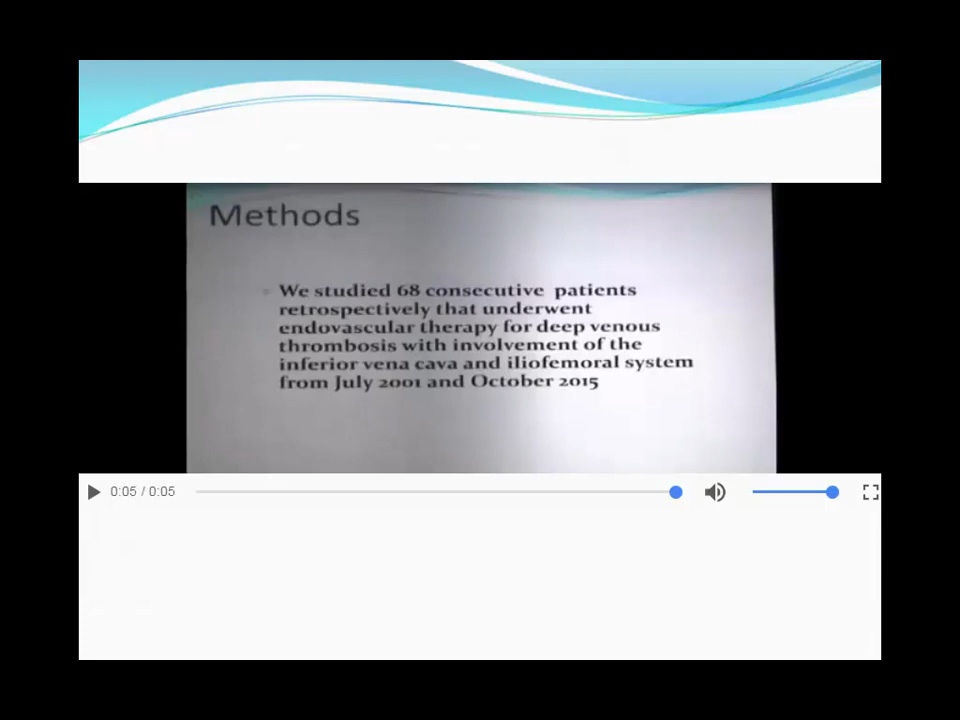 Methods
We studied 68 consecutive patients
retrospectively that underwent
endovascular therapy for deep venous
thrombosis with involvement of the
inferior vena cava and iliofemoral system
from July 2001 and October 2015
0:05 / 0:05